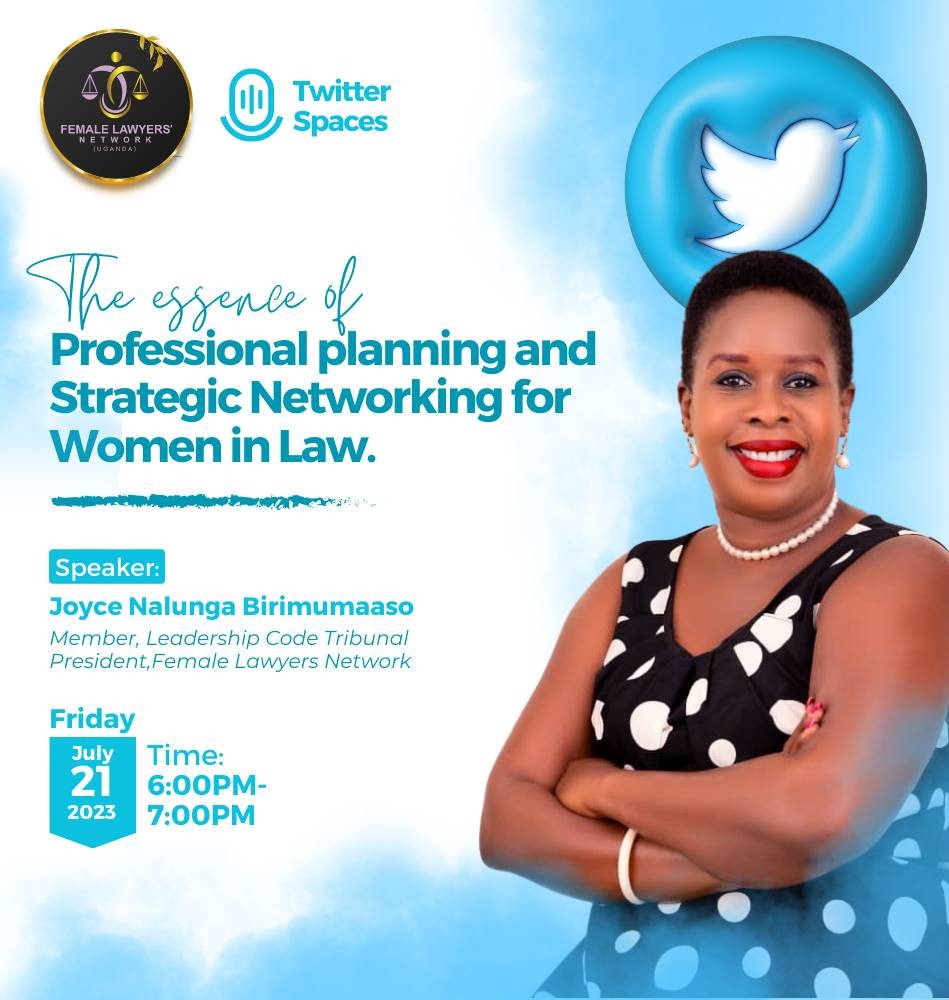 FEMALE LAWYERS'
NETWORK
(UGANDA)
Twitter
Spaces
The essence of
Professional planning and
Strategic Networking for
Women in Law.
Speaker:
Joyce Nalunga Birimumaaso
Member, Leadership Code Tribunal
President,Female Lawyers Network
Friday
July
21
2023
Time:
6:00PM-
7:00PM